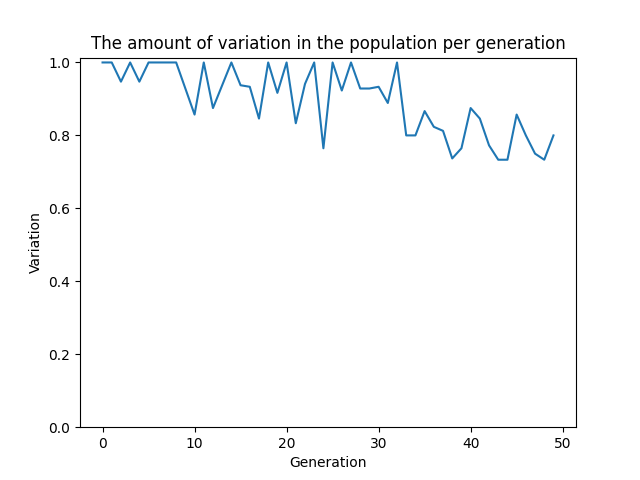 The amount of variation in the population per generation
1.0
0.8
0.6
0.4
0.2
0.0
Variation
0 10 20 30 40 50
Generation